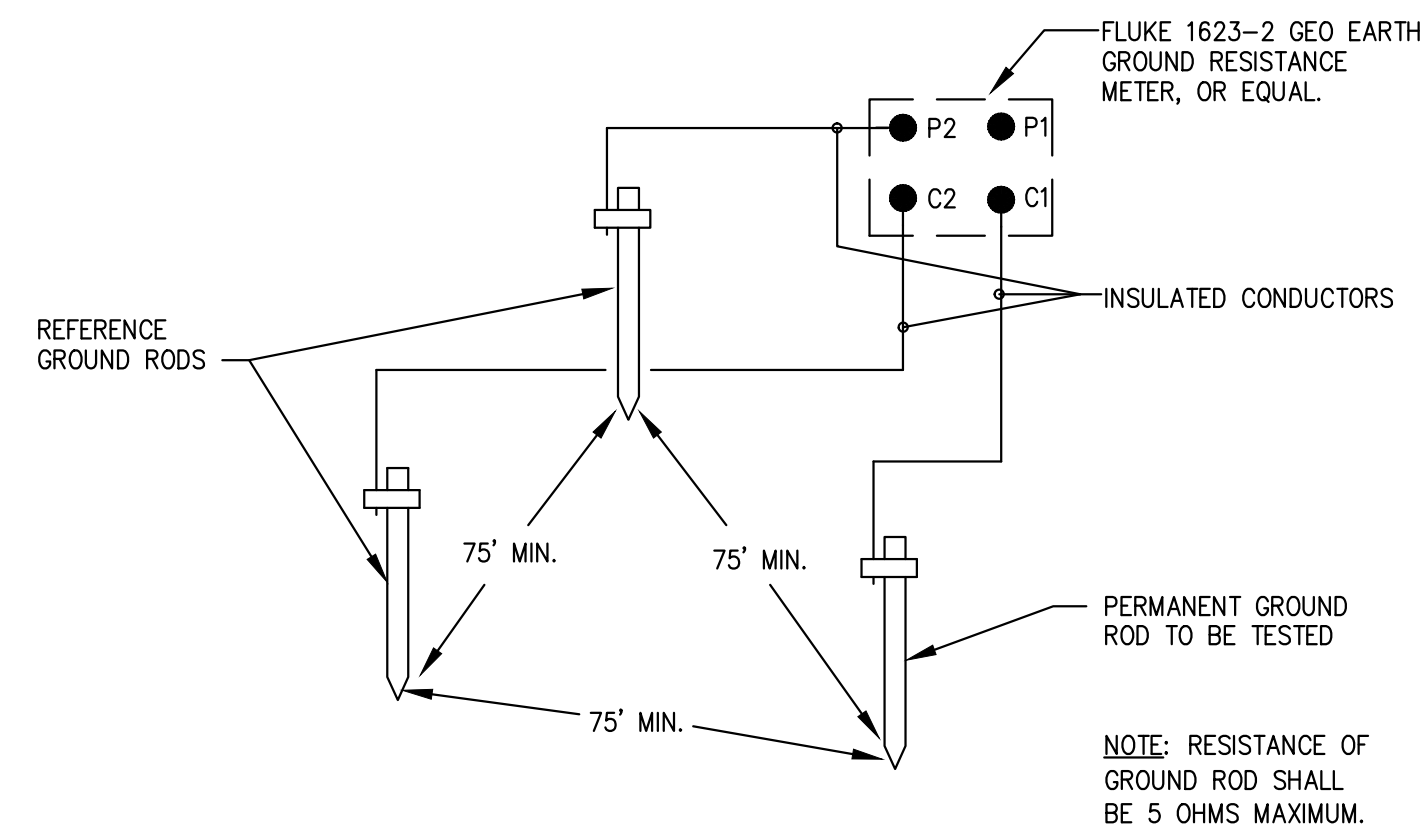 FLUKE 1623-2 GEO EARTH
GROUND RESISTANCE
METER, OR EQUAL.
P2
P1
C2
C1
INSULATED CONDUCTORS
REFERENCE
GROUND RODS
75' MIN.
75' MIN.
75' MIN.
PERMANENT GROUND
ROD TO BE TESTED
NOTE: RESISTANCE OF
GROUND ROD SHALL
BE 5 OHMS MAXIMUM.